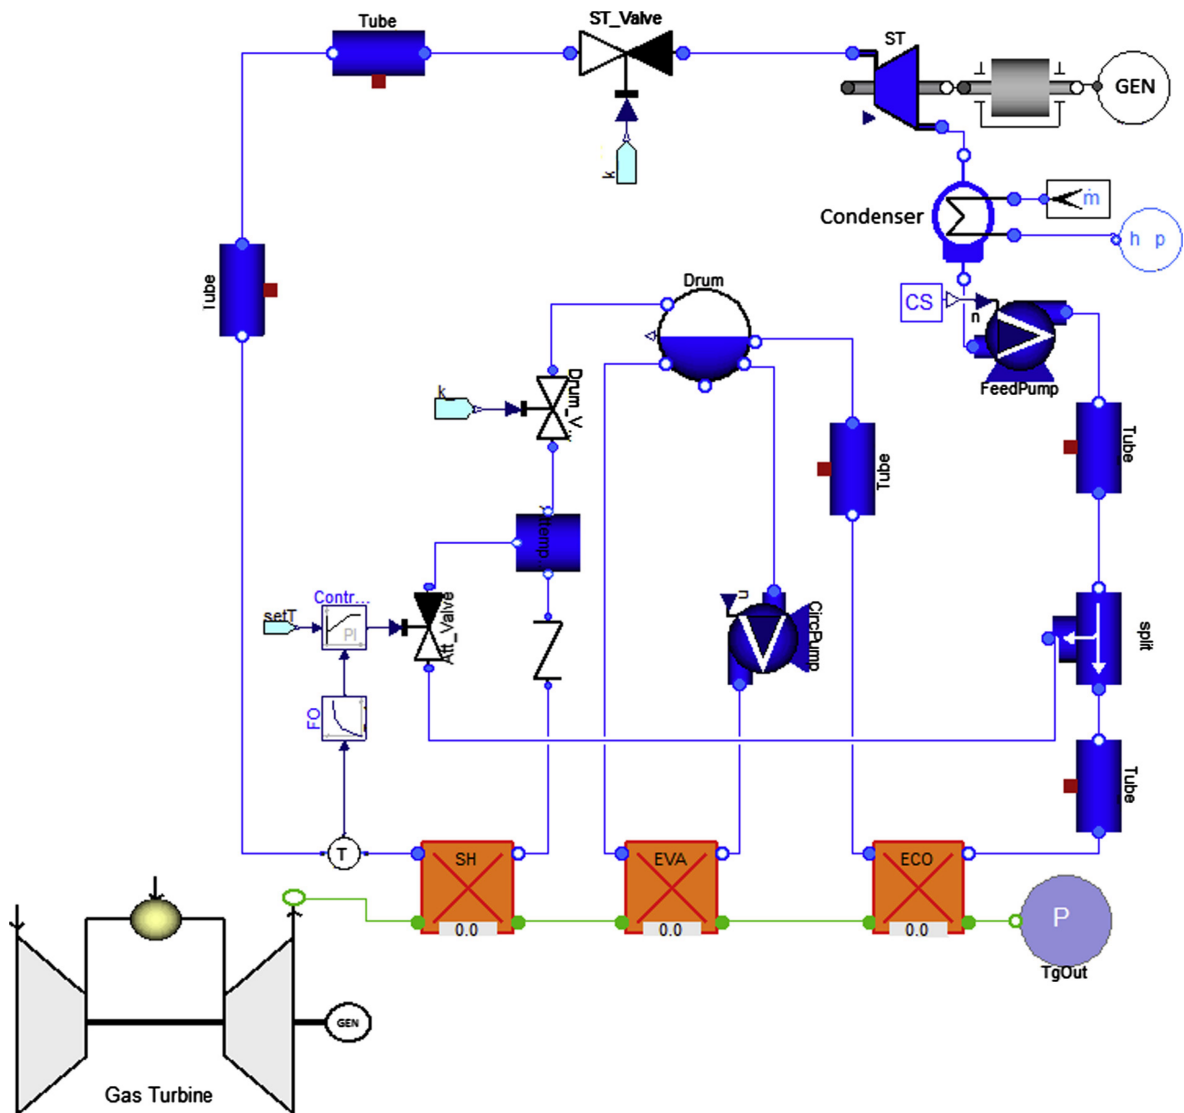 Tube
ST_Valve
ST
GEN
k
Condenser
ṁ
h p
Tube
Drum
CS
n
FeedPump
k
Drum_V...
Tube
Tube
Attemp
setT
Contr...
PI
Att_Valve
n
CircPump
split
FO
Tube
T
SH
EVA
ECO
0.0
0.0
0.0
P
TgOut
GEN
Gas Turbine